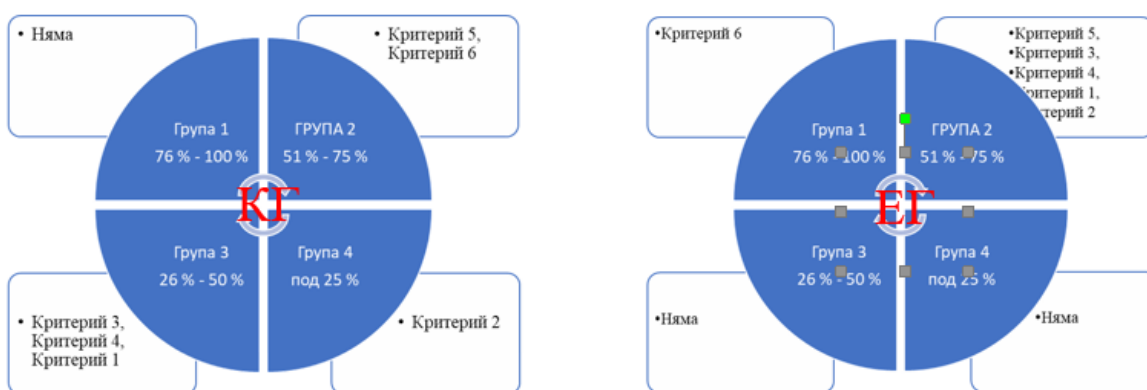 • Няма
• Критерий 5,
Критерий 6
Група 1
76 % - 100 %
ГРУПА 2
51 % - 75 %
КГ
Група 3
26 % - 50 %
Група 4
под 25 %
• Критерий 3,
Критерий 4,
Критерий 1
• Критерий 2
•Критерий 6
•Критерий 5,
•Критерий 3,
•Критерий 4,
1,
2
Група 1
76 % - 100 %
ГРУПА 2
51 % - 75 %
ЕГ
Група 3
26 % - 50 %
Група 4
под 25 %
•Няма
•Няма